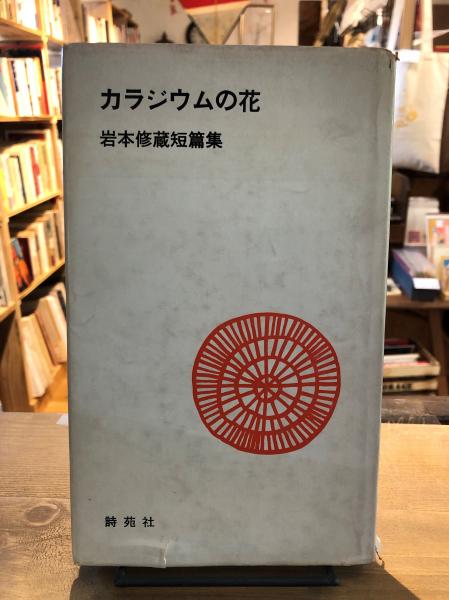 カラジウムの花
岩本修蔵短篇集
詩苑社